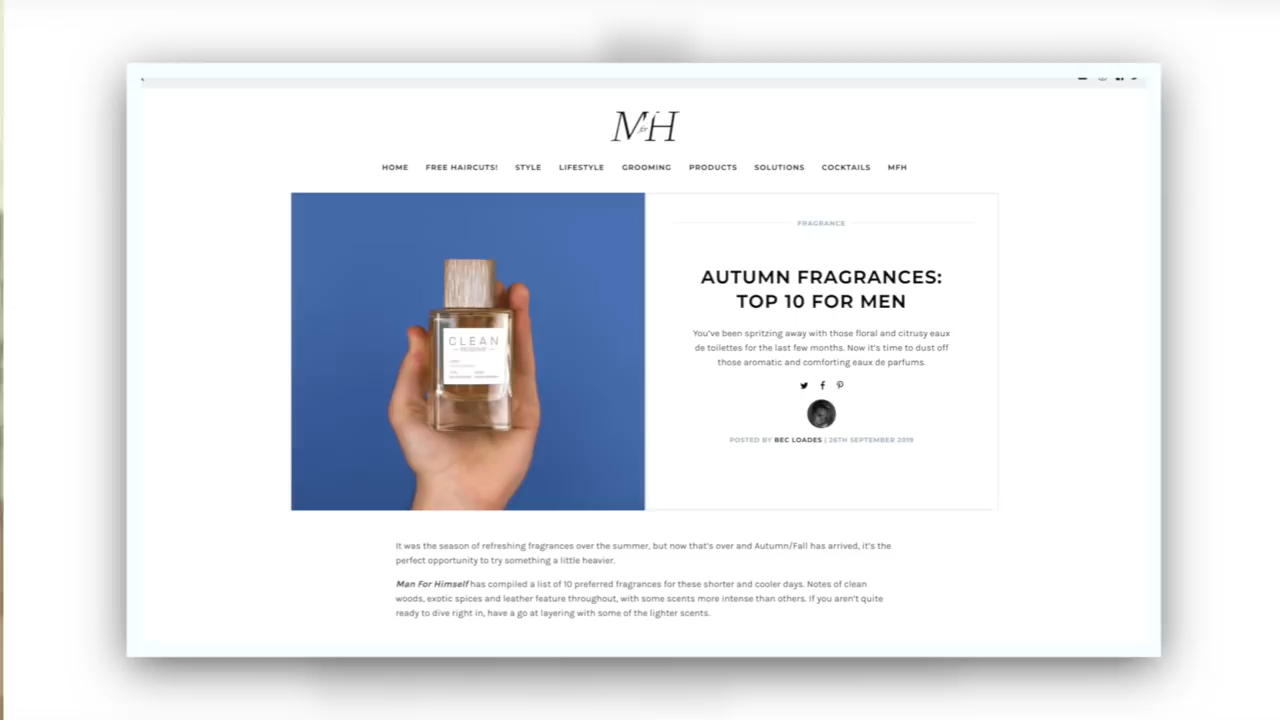 M for H
HOME FREE HAIRCUTS! STYLE LIFESTYLE GROOMING PRODUCTS SOLUTIONS COCKTAILS MFH
CLEAN
FRAGRANCE
AUTUMN FRAGRANCES:
TOP 10 FOR MEN
You've been spritzing away with those floral and citrusy eaux
de toilettes for the last few months. Now it's time to dust off
those aromatic and comforting eaux de parfums.
POSTED BY BEC LOADES | 26TH SEPTEMBER 2019
It was the season of refreshing fragrances over the summer, but now that's over and Autumn/Fall has arrived, it's the
perfect opportunity to try something a little heavier.
Man For Himself has compiled a list of 10 preferred fragrances for these shorter and cooler days. Notes of clean
woods, exotic spices and leather feature throughout, with some scents more intense than others. If you aren't quite
ready to dive right in, have a go at layering with some of the lighter scents.